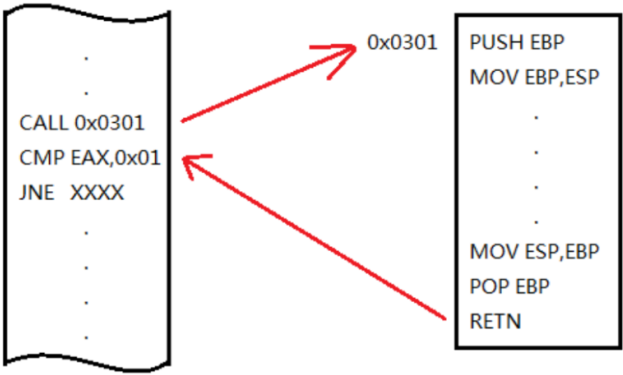 CALL 0x0301
CMP EAX,0x01
JNE XXXX
0x0301
PUSH EBP
MOV EBP,ESP
MOV ESP,EBP
POP EBP
RETN